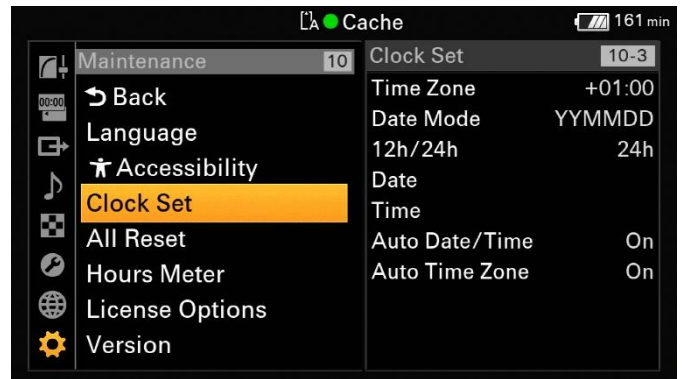 A Cache 161 min
Maintenance 10
Back
Language
Accessibility
Clock Set
All Reset
Hours Meter
License Options
Version
00:00
Clock Set 10-3
Time Zone +01:00
Date Mode YYMMDD
12h/24h 24h
Date
Time
Auto Date/Time On
Auto Time Zone On